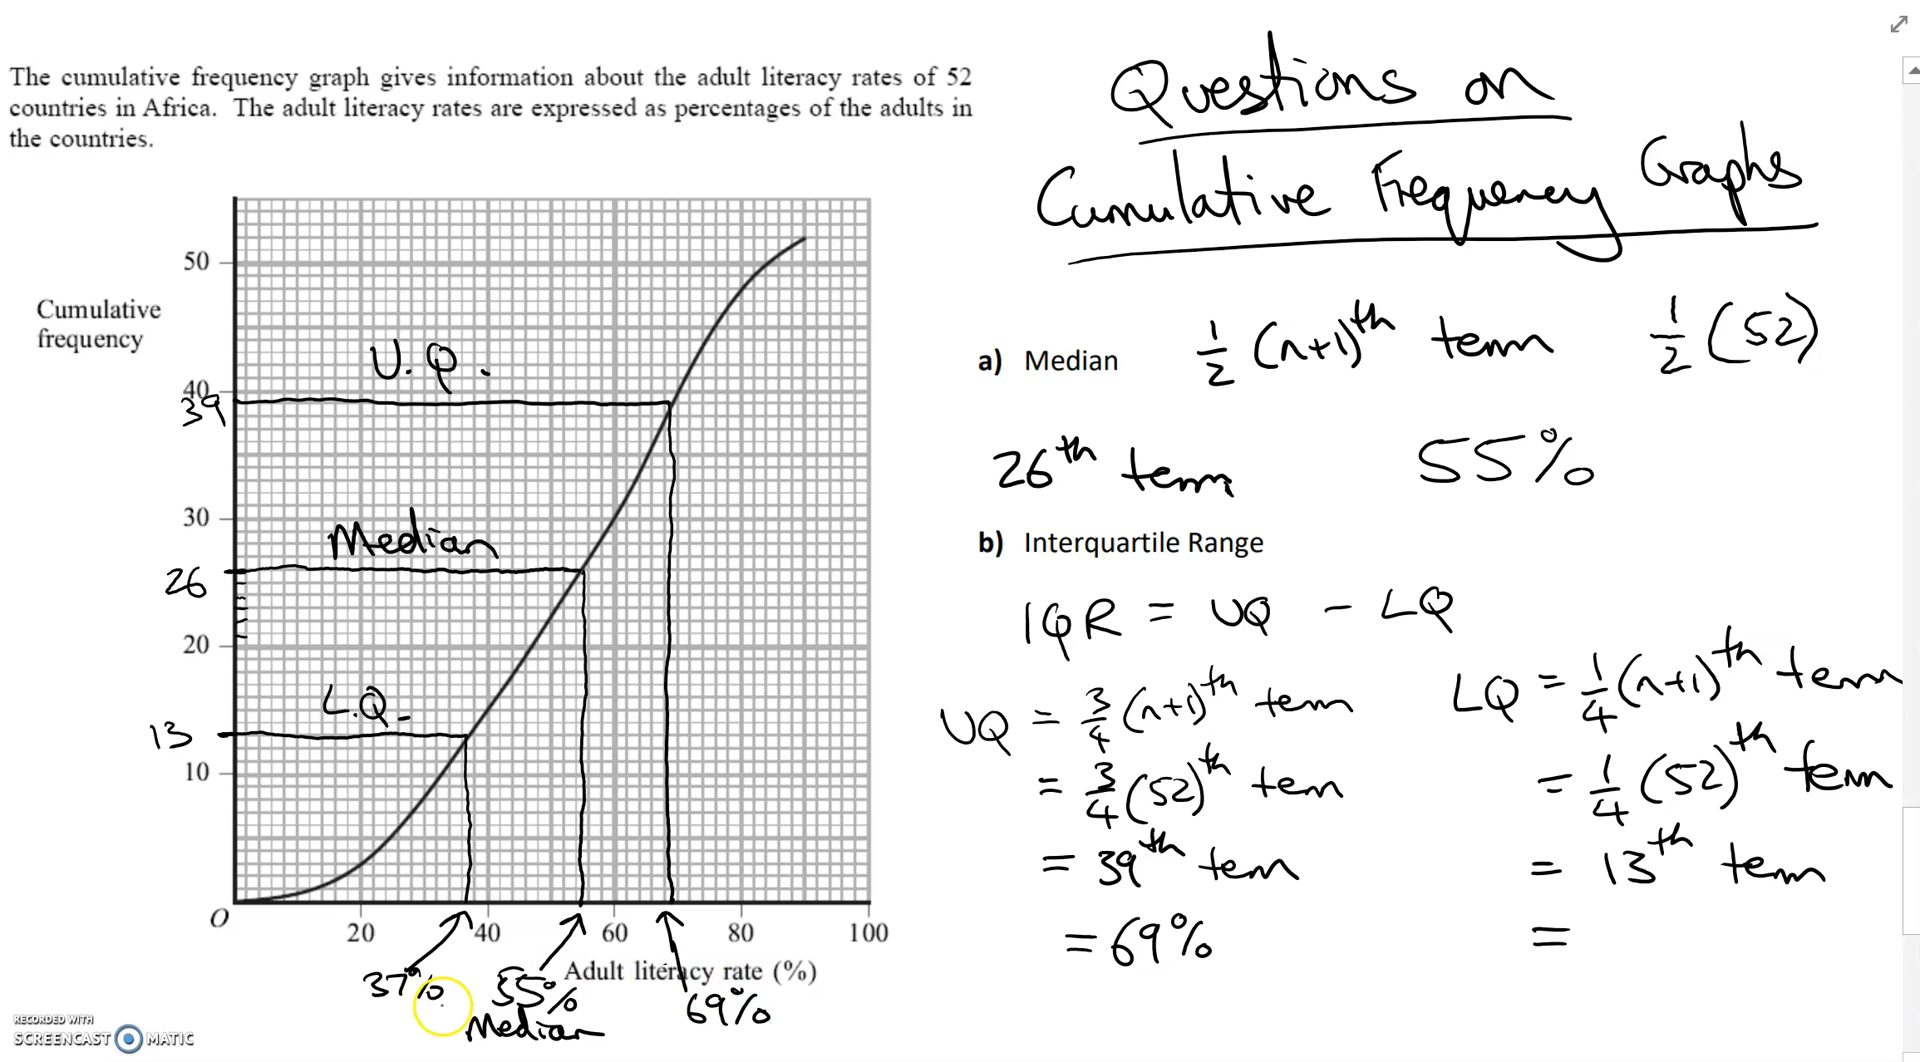 The cumulative frequency graph gives information about the adult literacy rates of 52
countries in Africa. The adult literacy rates are expressed as percentages of the adults in
the countries.
Questions on
Cumulative Frequency Graphs
50
Cumulative
frequency
U.Q.
40
39
30
Median
26
20
L.Q.
13
10
O
20
40
60
80
100
Adult literacy rate (%)
37%
55%
Median
69%
a) Median
1/2 (n+1)th term
1/2 (52)
26th term
55%
b) Interquartile Range
IQR = UQ - LQ
UQ = 3/4 (n+1)th term
= 3/4 (52)th tem
= 39th tem
= 69%
LQ = 1/4 (n+1)th term
= 1/4 (52)th tem
= 13th term
=
RECORDED WITH
SCREENCAST MATIC